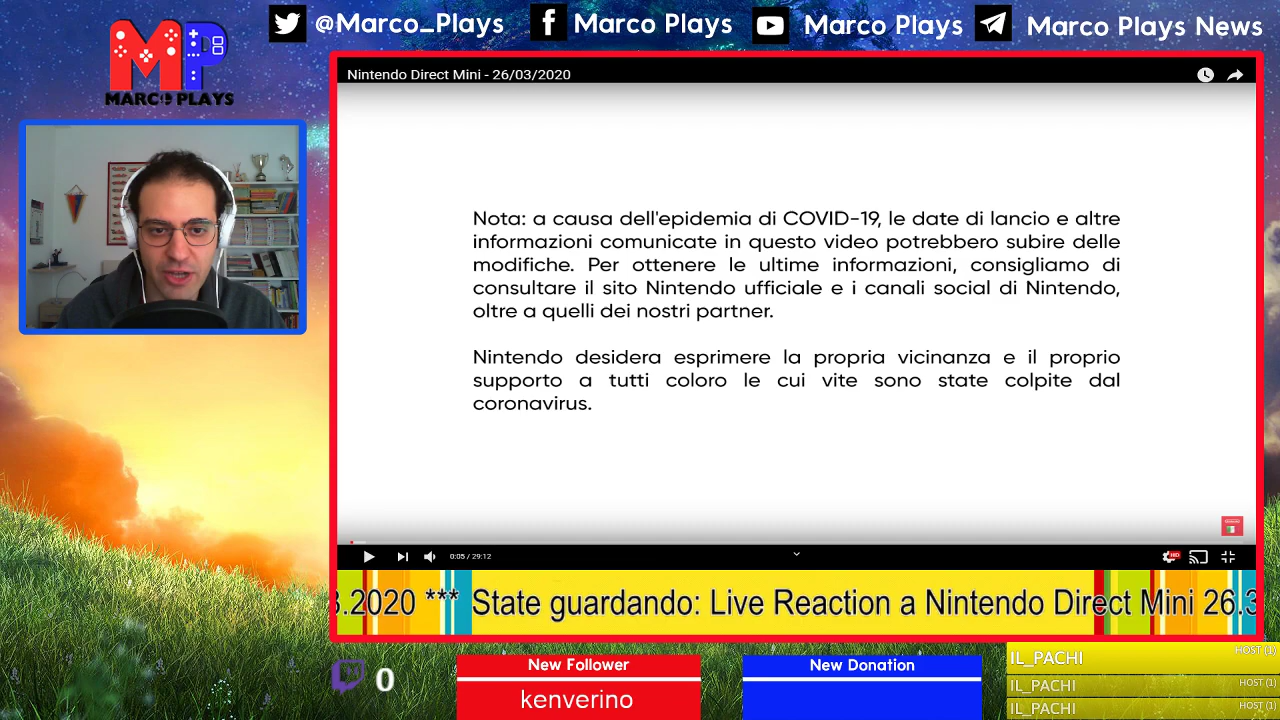 @Marco_Plays
Marco Plays
Marco Plays
Marco Plays News
MP
MARCO PLAYS
Nintendo Direct Mini - 26/03/2020
Nota: a causa dell'epidemia di COVID-19, le date di lancio e altre
informazioni comunicate in questo video potrebbero subire delle
modifiche. Per ottenere le ultime informazioni, consigliamo di
consultare il sito Nintendo ufficiale e i canali social di Nintendo,
oltre a quelli dei nostri partner.
Nintendo desidera esprimere la propria vicinanza e il proprio
supporto a tutti coloro le cui vite sono state colpite dal
coronavirus.
0:05 / 29:12
HD
.2020 *** State guardando: Live Reaction a Nintendo Direct Mini 26.3
0
New Follower
kenverino
New Donation
IL_PACHI HOST (1)
IL_PACHI HOST (1)
IL_PACHI HOST (1)